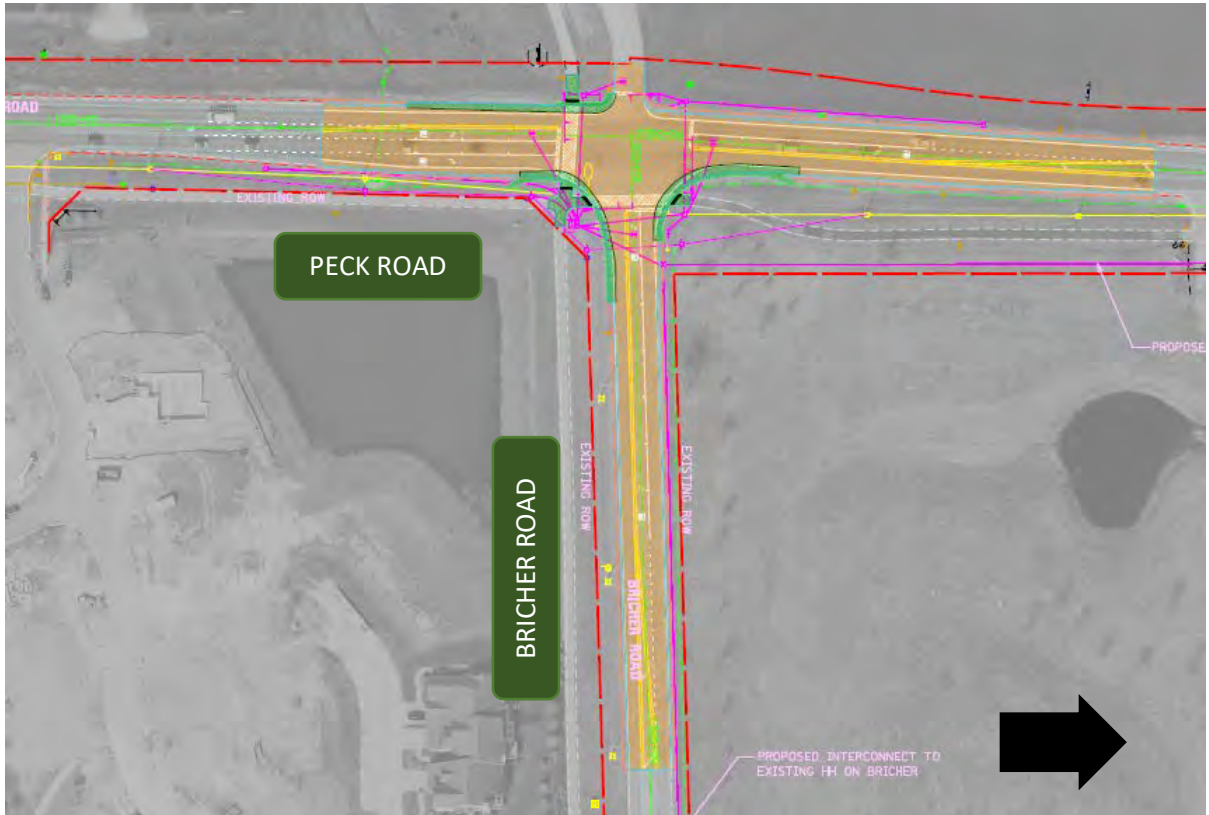 ROAD
EXISTING ROW
PECK ROAD
PROPOSE
EXISTING ROW
EXISTING ROW
BRICHER ROAD
BRICHER ROAD
PROPOSED INTERCONNECT TO
EXISTING HH ON BRICHER